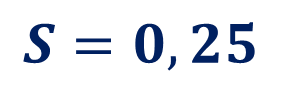 S = 0, 25